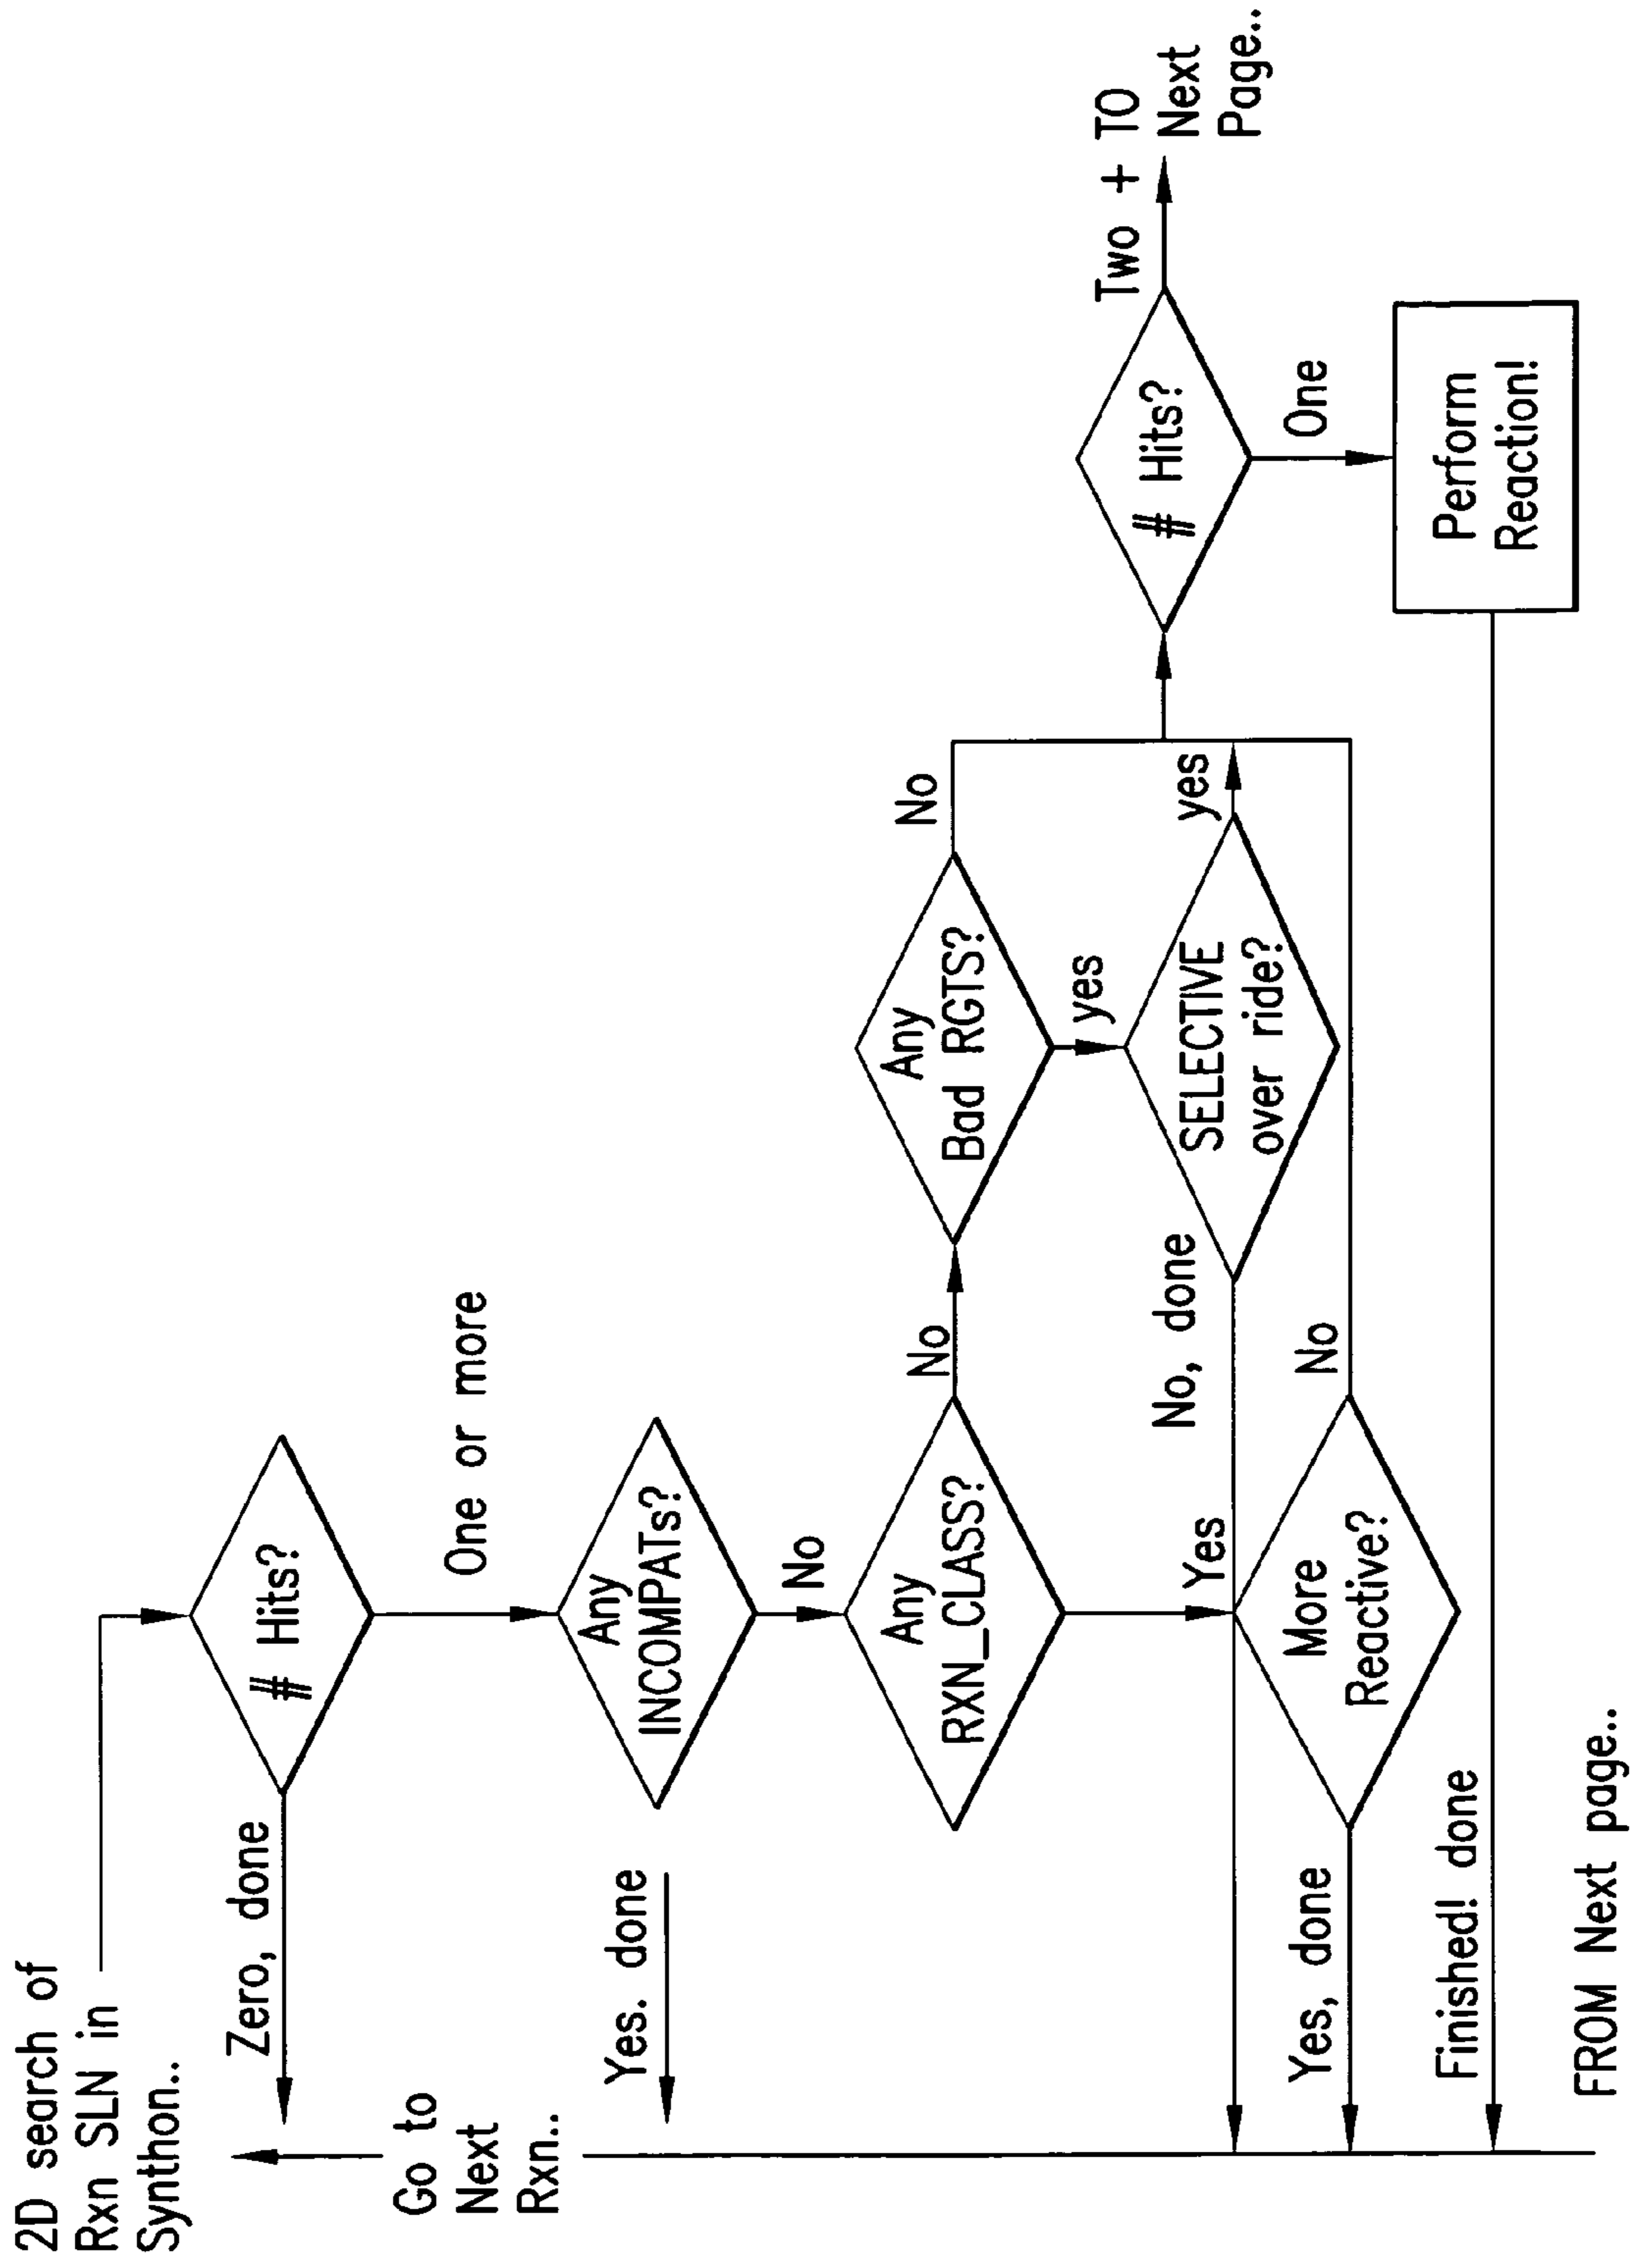 2D search of
Rxn SLN in
Synthon..
# Hits?
Zero, done
One or more
Go to
Next
Rxn..
Any
INCOMPATs?
Yes. done
No
Any
RXN_CLASS?
No
Any
Bad RGTS?
No
yes
SELECTIVE
over ride?
yes
No, done
Yes
More
Reactive?
No
Yes, done
# Hits?
Two + TO
Next
Page..
One
Perform
Reaction!
Finished! done
FROM Next page..